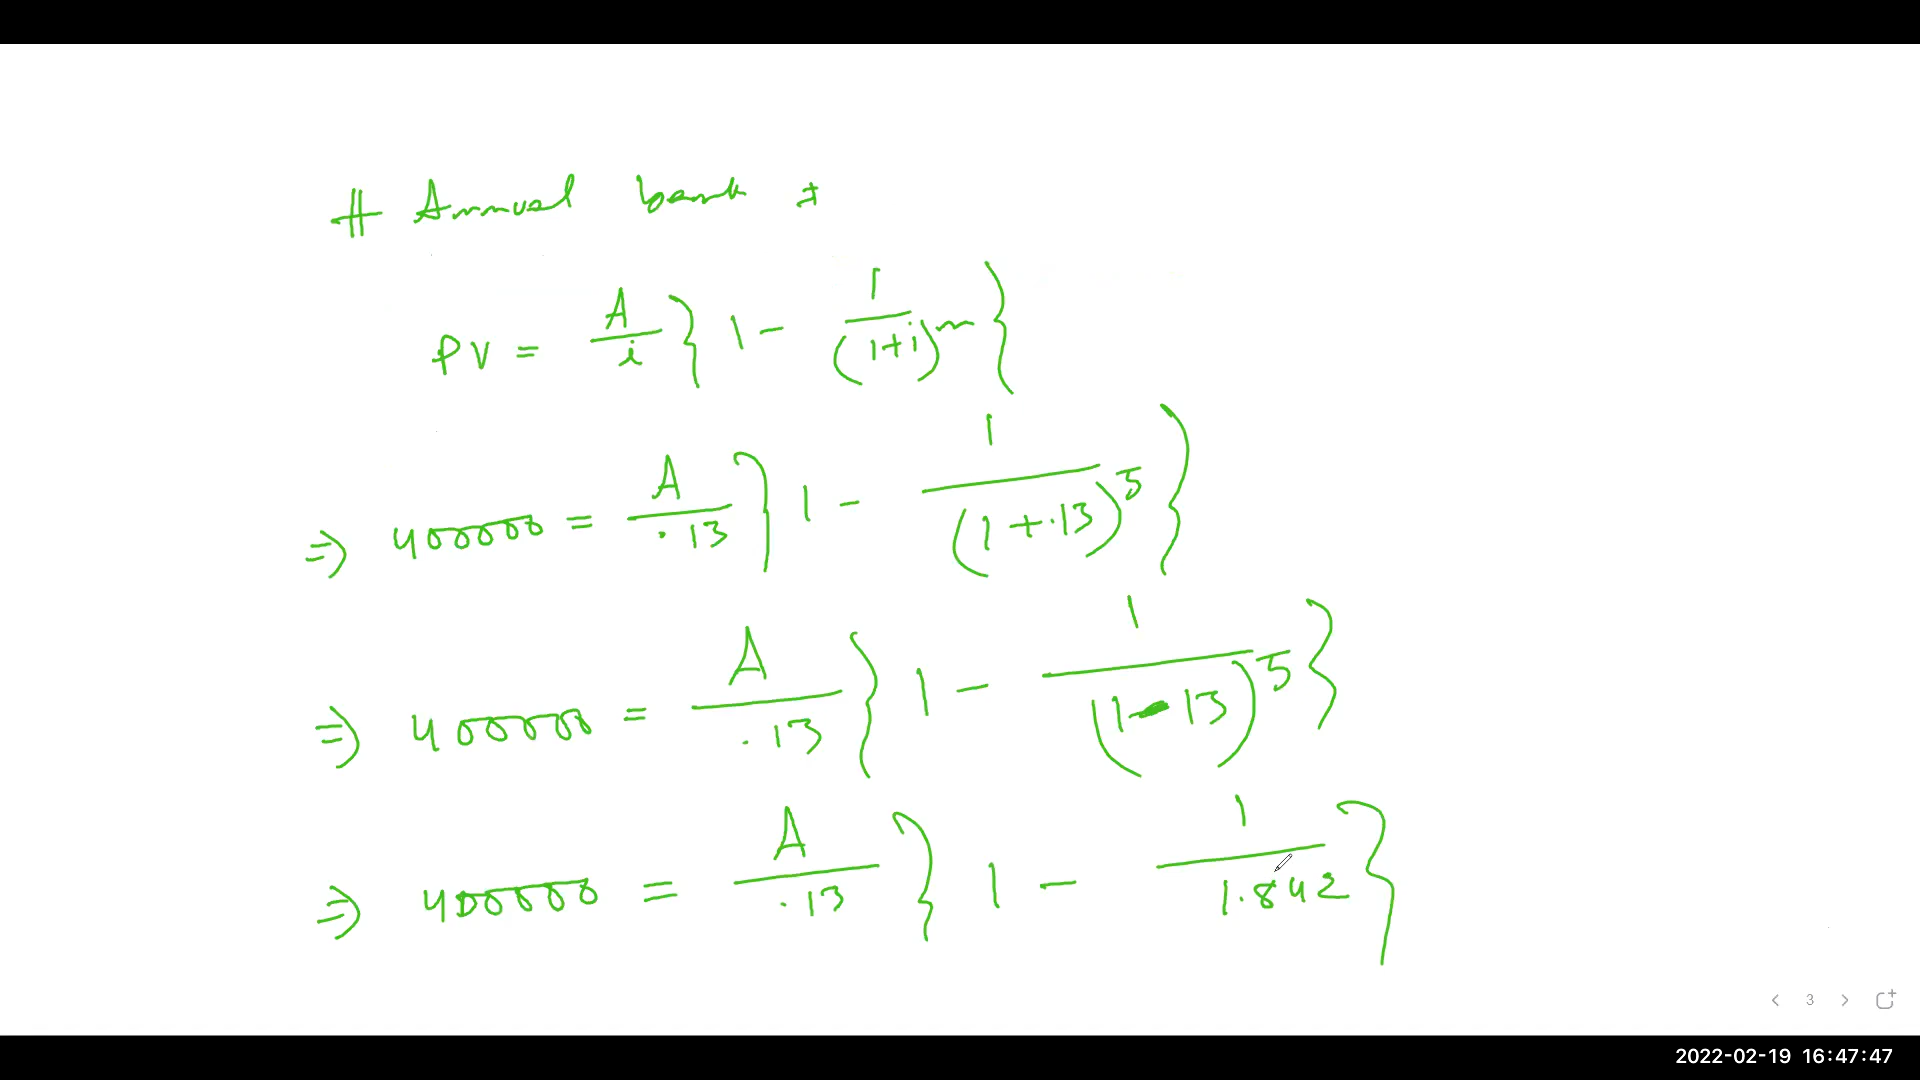 # Annual bank :
PV = A/i { 1 - 1/(1+i)^n }
⇒ 400000 = A/.13 { 1 - 1/(1+.13)^5 }
⇒ 400000 = A/.13 { 1 - 1/(1-13)^5 }
⇒ 400000 = A/.13 { 1 - 1/1.842 }
3
2022-02-19 16:47:47